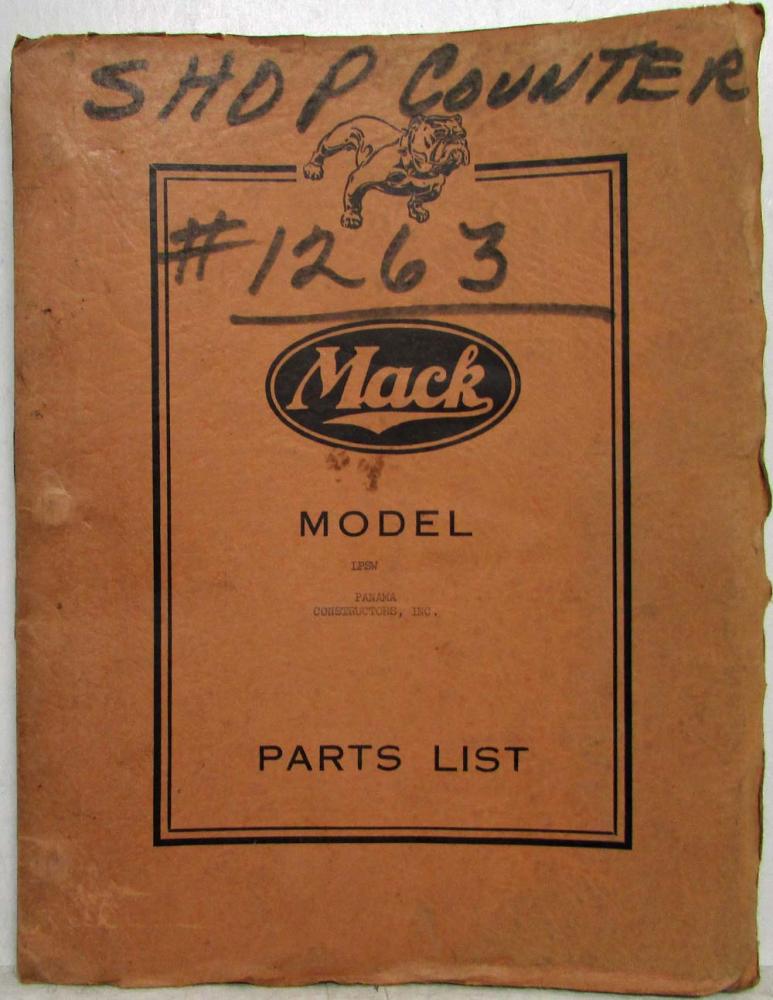 SHOP COUNTER
#1263
Mack
MODEL
LPSW
PANAMA
CONSTRUCTORS, INC.
PARTS LIST